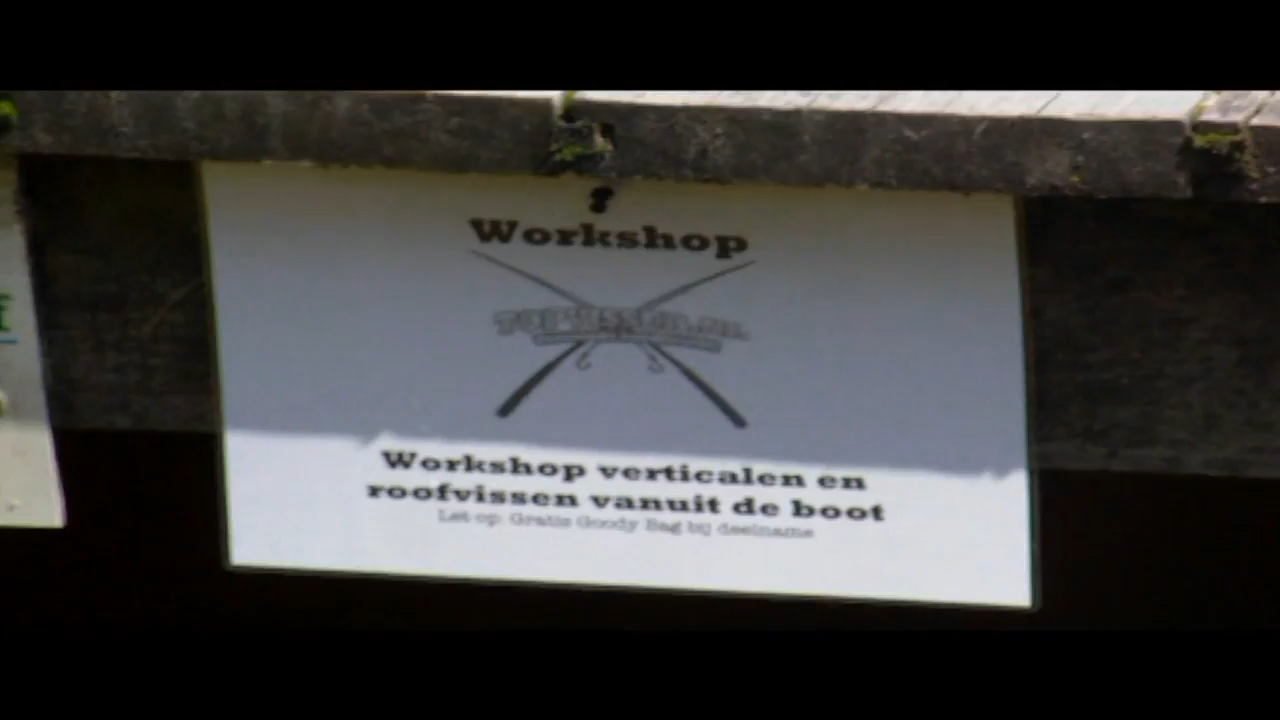 Workshop
Workshop verticalen en
roofvissen vanuit de boot
Let op: Gratis Goody Bag bij deelname